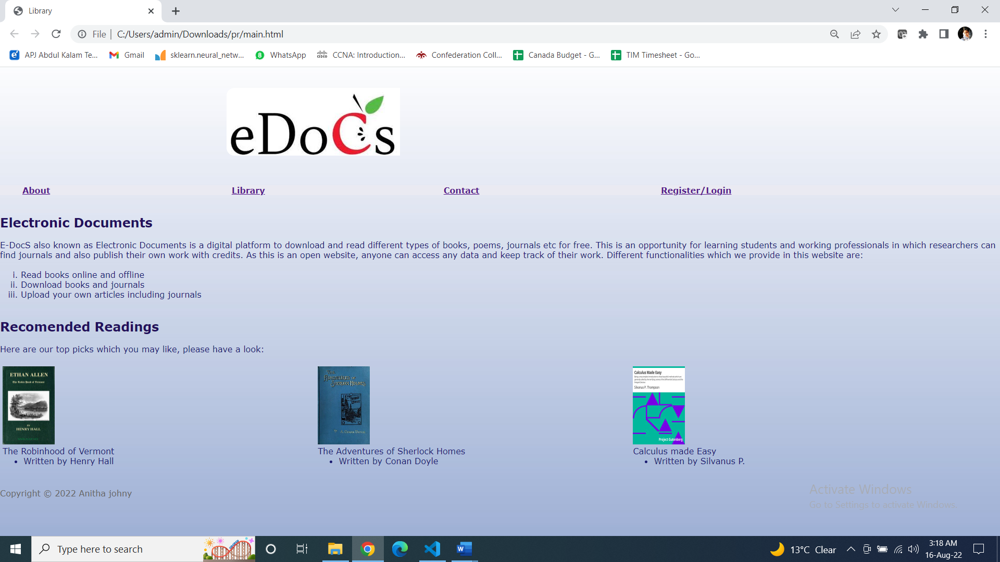 Library
File
C:/Users/admin/Downloads/pr/main.html
APJ Abdul Kalam Te...
Gmail
sklearn.neural_netw...
WhatsApp
CCNA: Introduction...
Confederation Coll...
Canada Budget - G...
TIM Timesheet - Go...
eDoCs
About
Library
Contact
Register/Login
Electronic Documents
E-DocS also known as Electronic Documents is a digital platform to download and read different types of books, poems, journals etc for free. This is an opportunity for learning students and working professionals in which researchers can
find journals and also publish their own work with credits. As this is an open website, anyone can access any data and keep track of their work. Different functionalities which we provide in this website are:
i. Read books online and offline
ii. Download books and journals
iii. Upload your own articles including journals
Recomended Readings
Here are our top picks which you may like, please have a look:
ETHAN ALLEN
The Robin Hood of Vermont
BY
HENRY HALL
The Robinhood of Vermont
• Written by Henry Hall
THE
ADVENTURES OF
SHERLOCK HOLMES
A. CONAN DOYLE
The Adventures of Sherlock Homes
• Written by Conan Doyle
Calculus Made Easy
Silvanus P. Thompson
Project Gutenberg
Calculus made Easy
• Written by Silvanus P.
Copyright © 2022 Anitha johny
Activate Windows
Go to Settings to activate Windows.
Type here to search
13°C Clear
3:18 AM
16-Aug-22